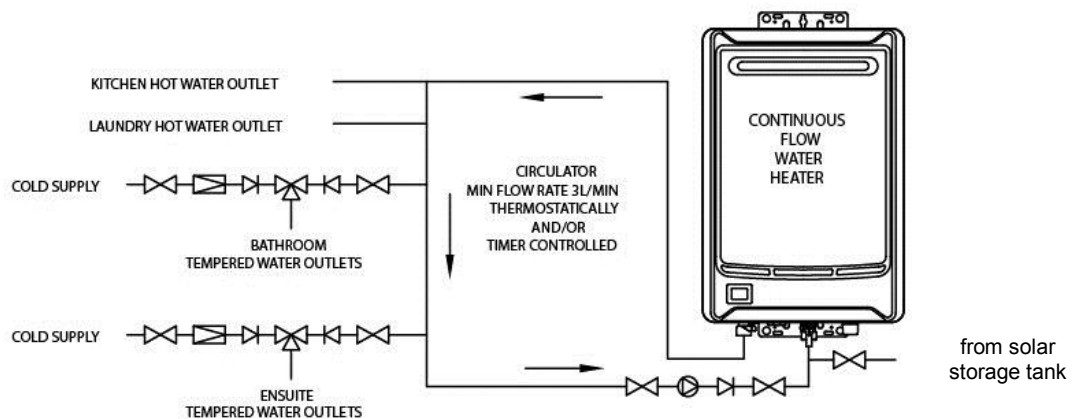 KITCHEN HOT WATER OUTLET
LAUNDRY HOT WATER OUTLET
COLD SUPPLY
BATHROOM
TEMPERED WATER OUTLETS
COLD SUPPLY
ENSUITE
TEMPERED WATER OUTLETS
CIRCULATOR
MIN FLOW RATE 3L/MIN
THERMOSTATICALLY
AND/OR
TIMER CONTROLLED
CONTINUOUS
FLOW
WATER
HEATER
from solar
storage tank